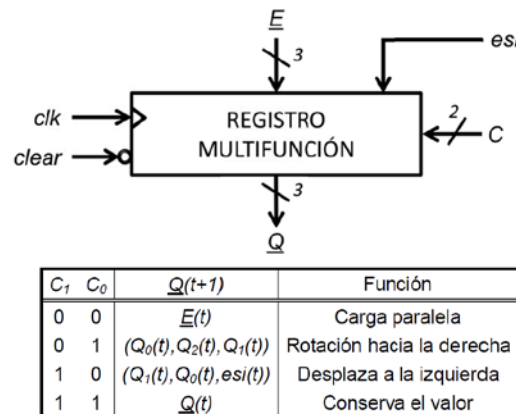 E
3
esi
clk
REGISTRO
MULTIFUNCIÓN
2
C
clear
3
Q
C1 C0 Q(t+1) Función
0 0 E(t) Carga paralela
0 1 (Q0(t),Q2(t),Q1(t)) Rotación hacia la derecha
1 0 (Q1(t),Q0(t),esi(t)) Desplaza a la izquierda
1 1 Q(t) Conserva el valor